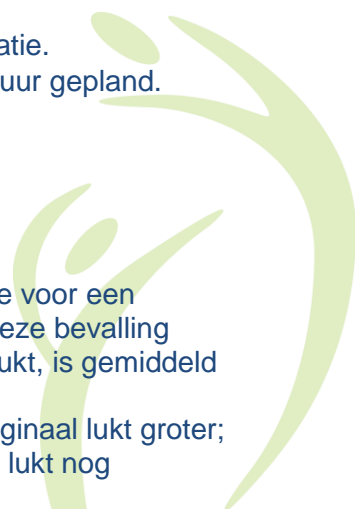 atie.
uur gepland.
e voor een
eze bevalling
ukt, is gemiddeld
ginaal lukt groter;
lukt nog